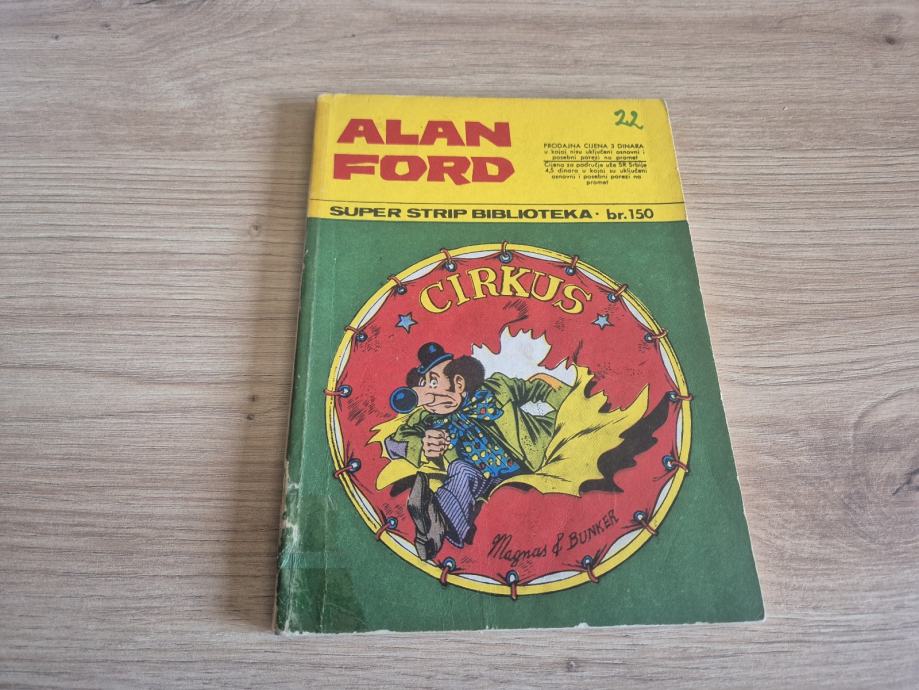 ALAN
FORD
22
PRODAJNA CIJENA 3 DINARA
u kojoj nisu uključeni osnovni i
posebni porezi na promet
Cijena za područje uže SR Srbije
4,5 dinara u kojoj su uključeni
osnovni i posebni porez na
promet
SUPER STRIP BIBLIOTEKA · br.150
CIRKUS
Magnus & BUNKER